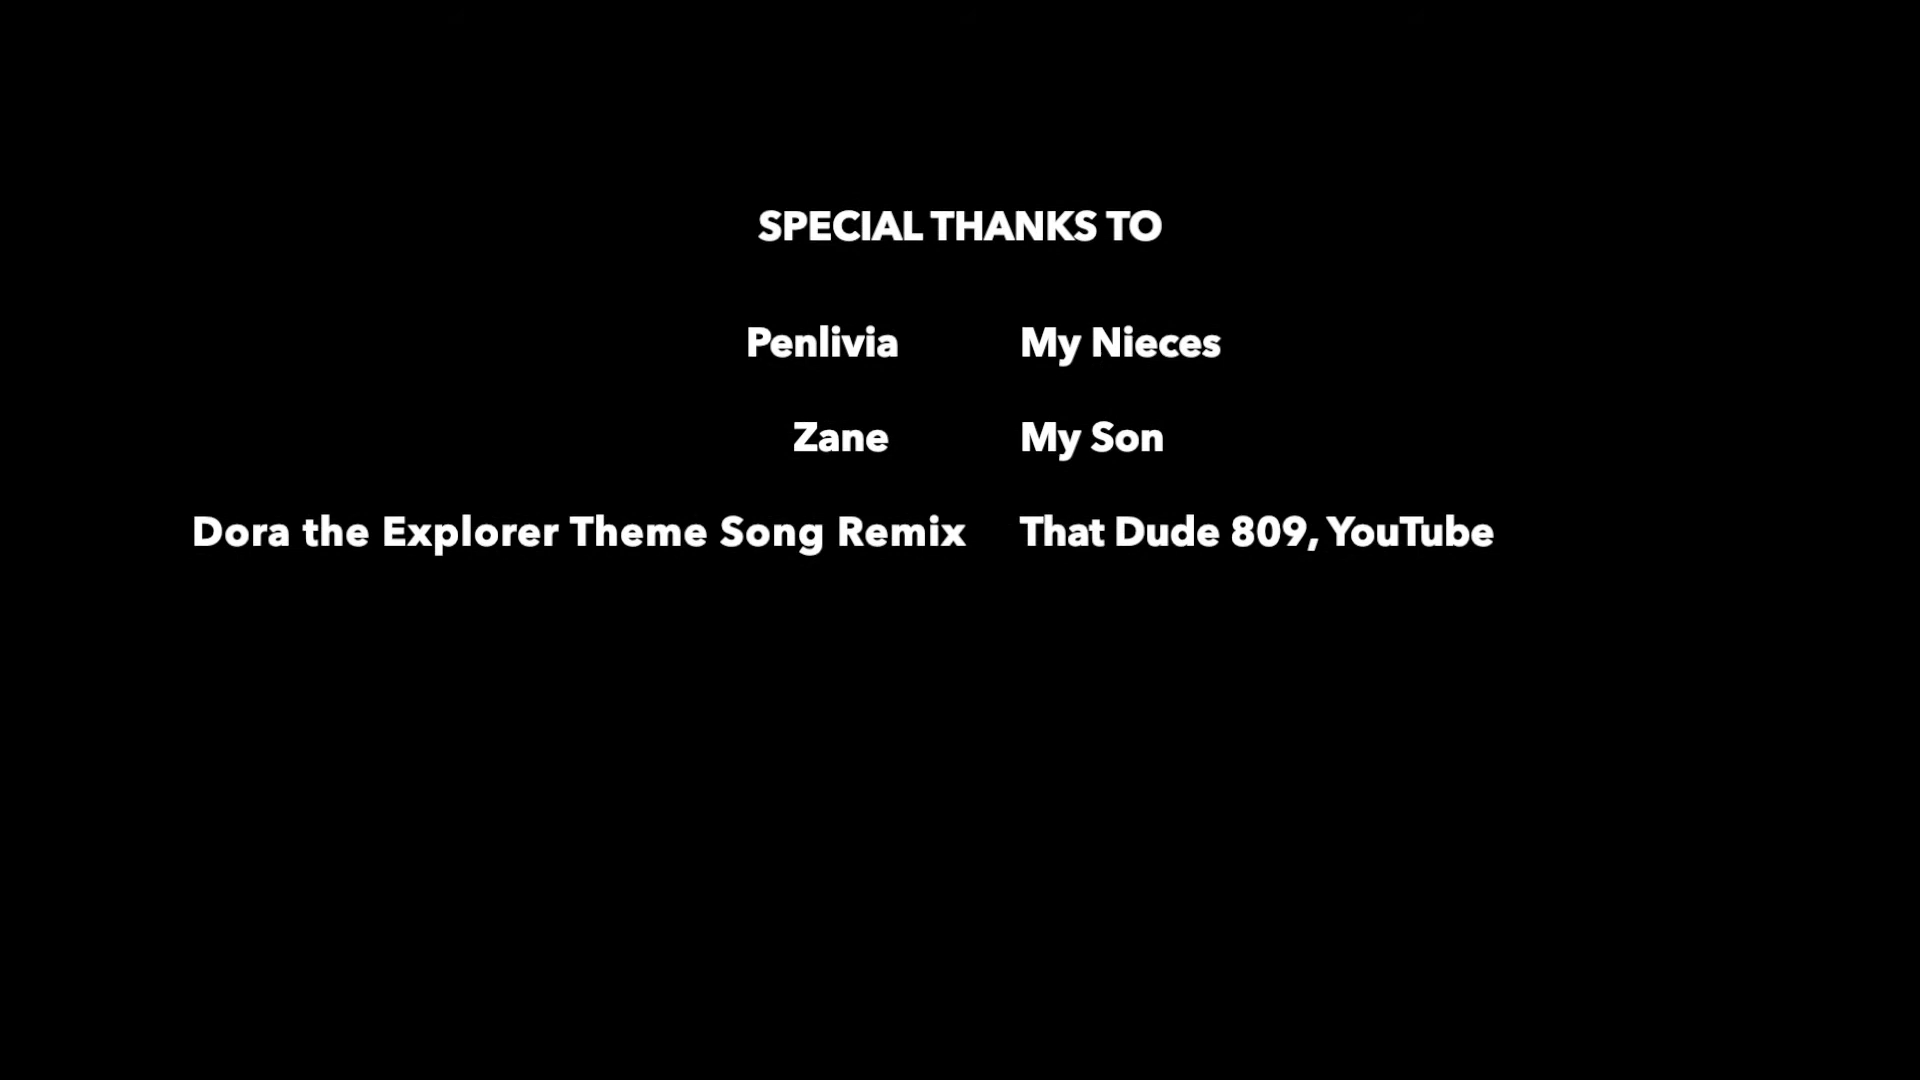 SPECIAL THANKS TO
Penlivia My Nieces
Zane My Son
Dora the Explorer Theme Song Remix That Dude 809, YouTube